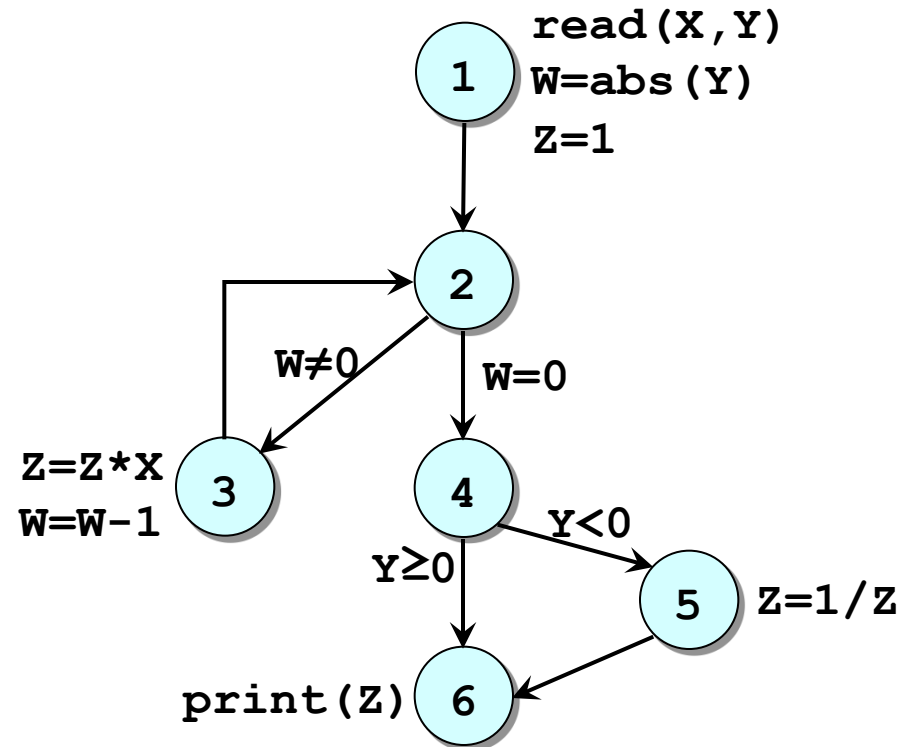 read(X,Y)
1
W=abs(Y)
Z=1
2
W≠0
W=0
Z=Z*X
3
W=W-1
4
Y<0
Y≥0
5
Z=1/Z
print(Z)
6